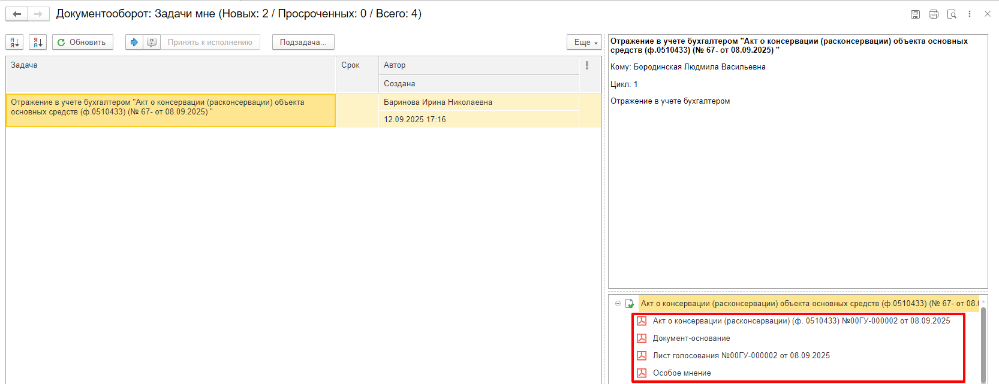 Документооборот: Задачи мне (Новых: 2 / Просроченных: 0 / Всего: 4)
Обновить
Принять к исполнению
Подзадача...
Еще
Задача
Срок
Автор
Создана
Отражение в учете бухгалтером "Акт о консервации (расконсервации) объекта
основных средств (ф.0510433) (№ 67- от 08.09.2025) "
Баринова Ирина Николаевна
12.09.2025 17:16
Отражение в учете бухгалтером "Акт о консервации (расконсервации) объекта основных
средств (ф.0510433) (№ 67- от 08.09.2025) "
Кому: Бородинская Людмила Васильевна
Цикл: 1
Отражение в учете бухгалтером
Акт о консервации (расконсервации) объекта основных средств (ф.0510433) (№ 67- от 08.0
Акт о консервации (расконсервации) (ф. 0510433) №00ГУ-000002 от 08.09.2025
Документ-основание
Лист голосования №00ГУ-000002 от 08.09.2025
Особое мнение